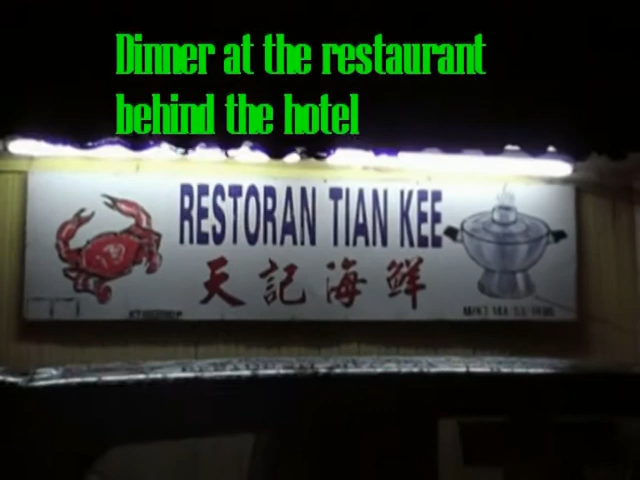 Dinner at the restaurant
behind the hotel
RESTORAN TIAN KEE
天記海鮮